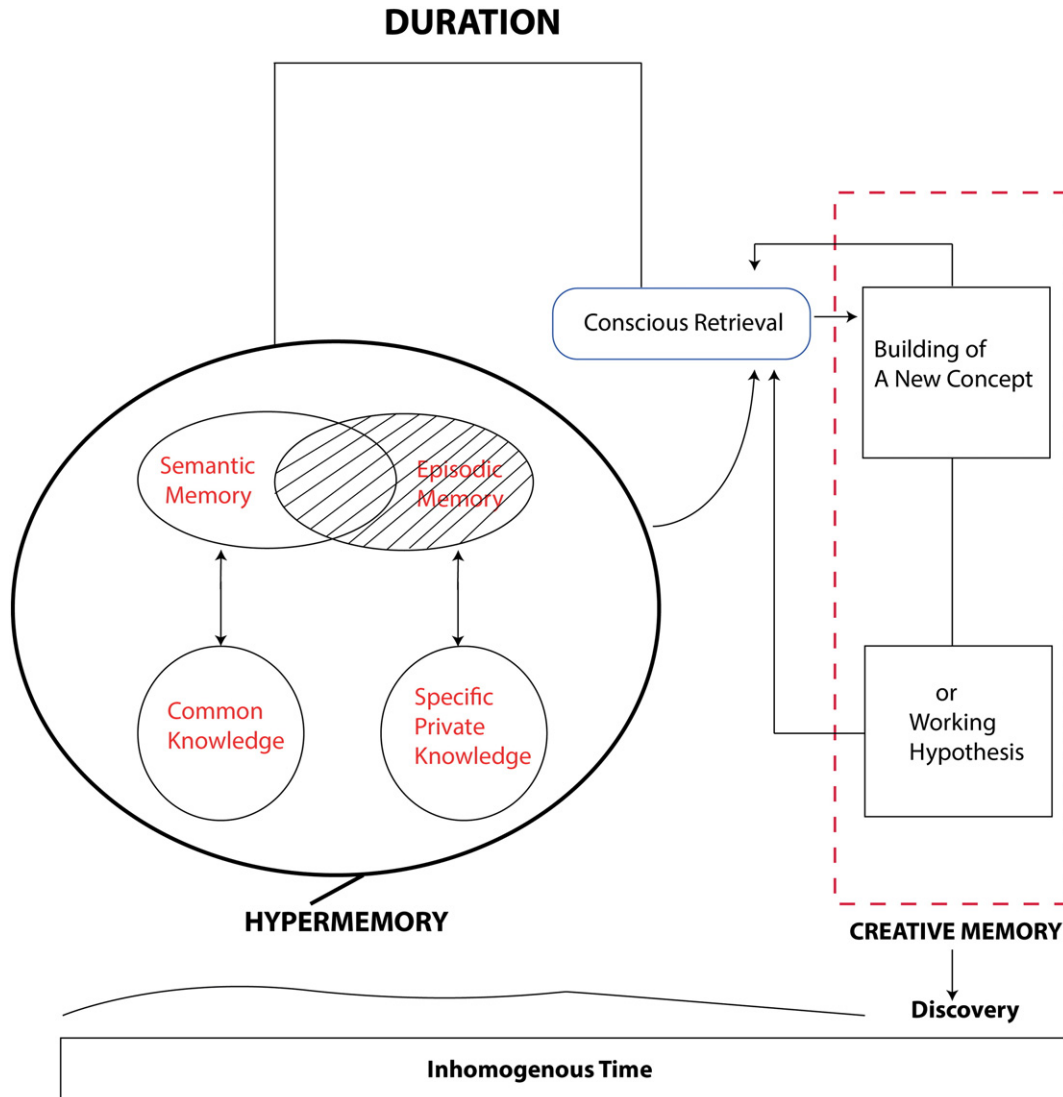 DURATION
Conscious Retrieval
Building of
A New Concept
Semantic
Memory
Episodic
Memory
Common
Knowledge
Specific
Private
Knowledge
or
Working
Hypothesis
HYPERMEMORY
CREATIVE MEMORY
Discovery
Inhomogenous Time